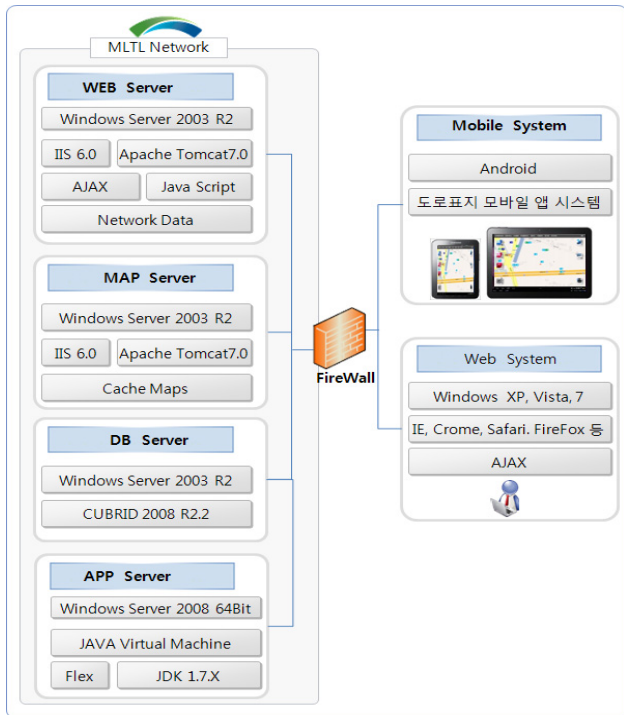 MLTL Network
WEB Server
Windows Server 2003 R2
IIS 6.0 Apache Tomcat7.0
AJAX Java Script
Network Data
MAP Server
Windows Server 2003 R2
IIS 6.0 Apache Tomcat7.0
Cache Maps
DB Server
Windows Server 2003 R2
CUBRID 2008 R2.2
APP Server
Windows Server 2008 64Bit
JAVA Virtual Machine
Flex JDK 1.7.X
FireWall
Mobile System
Android
도로표지 모바일 앱 시스템
Web System
Windows XP, Vista, 7
IE, Crome, Safari. FireFox 등
AJAX